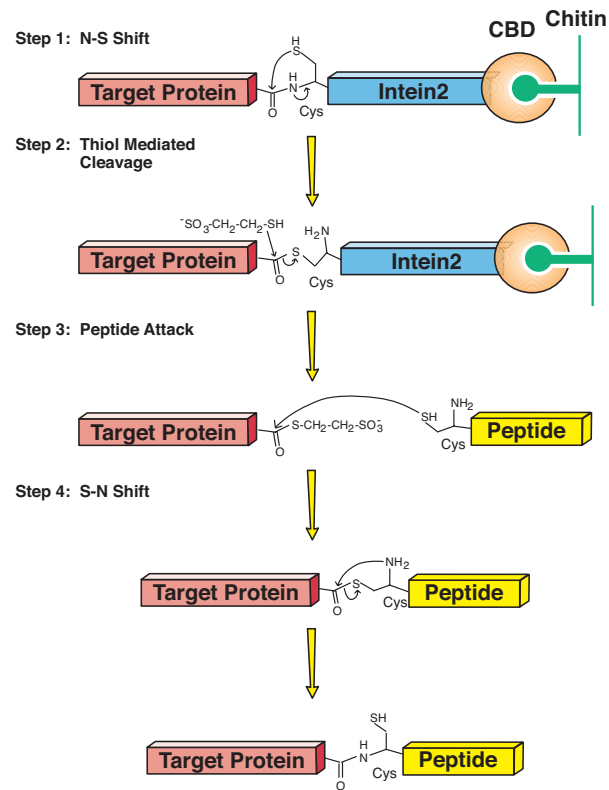 Step 1: N-S Shift
CBD
Chitin
H
S
Target Protein
H
N
O
Cys
Intein2
Step 2: Thiol Mediated
Cleavage
⁻SO₃-CH₂-CH₂-SH
H₂N
Target Protein
S
O
Cys
Intein2
Step 3: Peptide Attack
Target Protein
S-CH₂-CH₂-SO₃⁻
O
SH
NH₂
Cys
Peptide
Step 4: S-N Shift
NH₂
Target Protein
S
O
Cys
Peptide
SH
Target Protein
H
N
O
Cys
Peptide